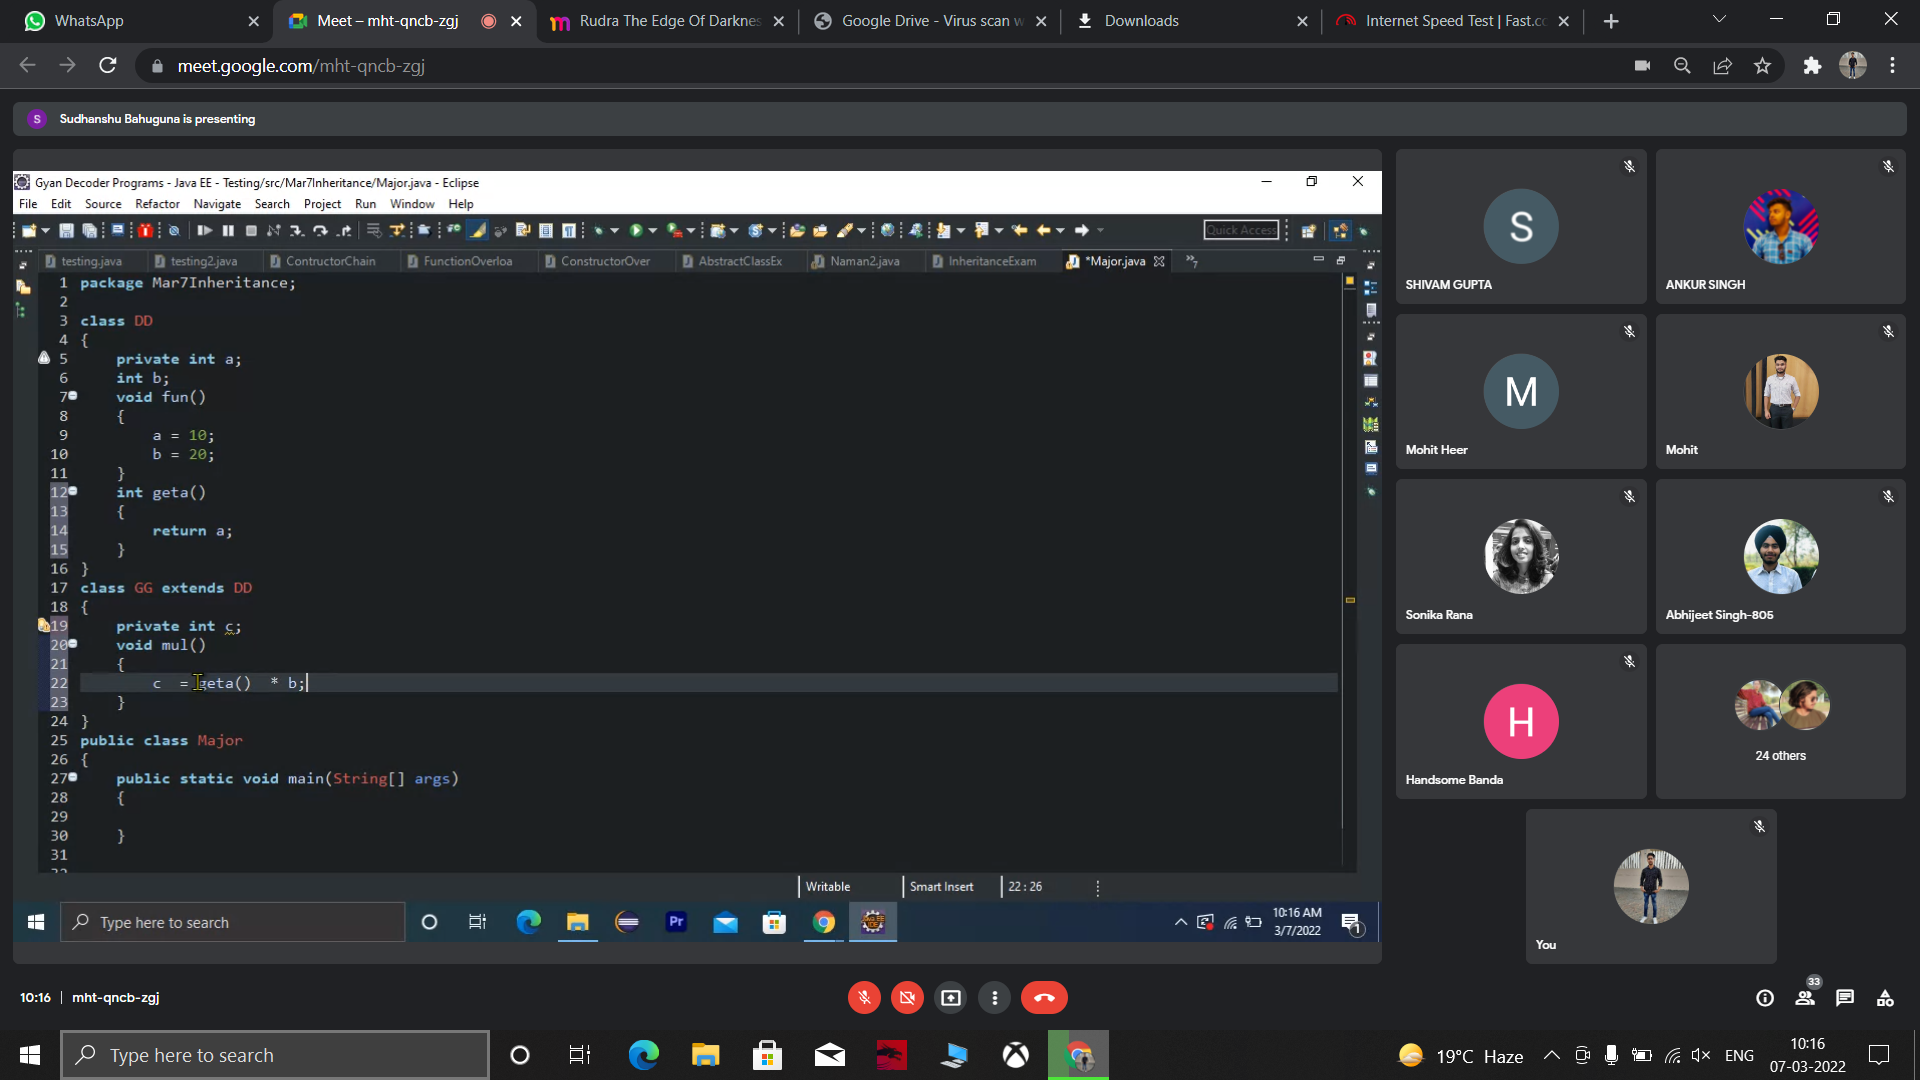 WhatsApp
Meet – mht-qncb-zgj
Rudra The Edge Of Darknes
Google Drive - Virus scan w
Downloads
Internet Speed Test | Fast.co
meet.google.com/mht-qncb-zgj
S
Sudhanshu Bahuguna is presenting
Gyan Decoder Programs - Java EE - Testing/src/Mar7Inheritance/Major.java - Eclipse
File Edit Source Refactor Navigate Search Project Run Window Help
Quick Access
testing.java testing2.java ContructorChain FunctionOverloa ConstructorOver AbstractClassEx Naman2.java InheritanceExam *Major.java »7
1 package Mar7Inheritance;
2
3 class DD
4 {
5 private int a;
6 int b;
7 void fun()
8 {
9 a = 10;
10 b = 20;
11 }
12 int geta()
13 {
14 return a;
15 }
16 }
17 class GG extends DD
18 {
19 private int c;
20 void mul()
21 {
22 c = geta() * b;
23 }
24 }
25 public class Major
26 {
27 public static void main(String[] args)
28 {
29
30 }
31
Writable Smart Insert 22 : 26
Type here to search
Pr
10:16 AM
3/7/2022
1
S
SHIVAM GUPTA
ANKUR SINGH
M
Mohit Heer
Mohit
Sonika Rana
Abhijeet Singh-805
H
Handsome Banda
24 others
You
10:16 | mht-qncb-zgj
33
Type here to search
19°C Haze
ENG
10:16
07-03-2022